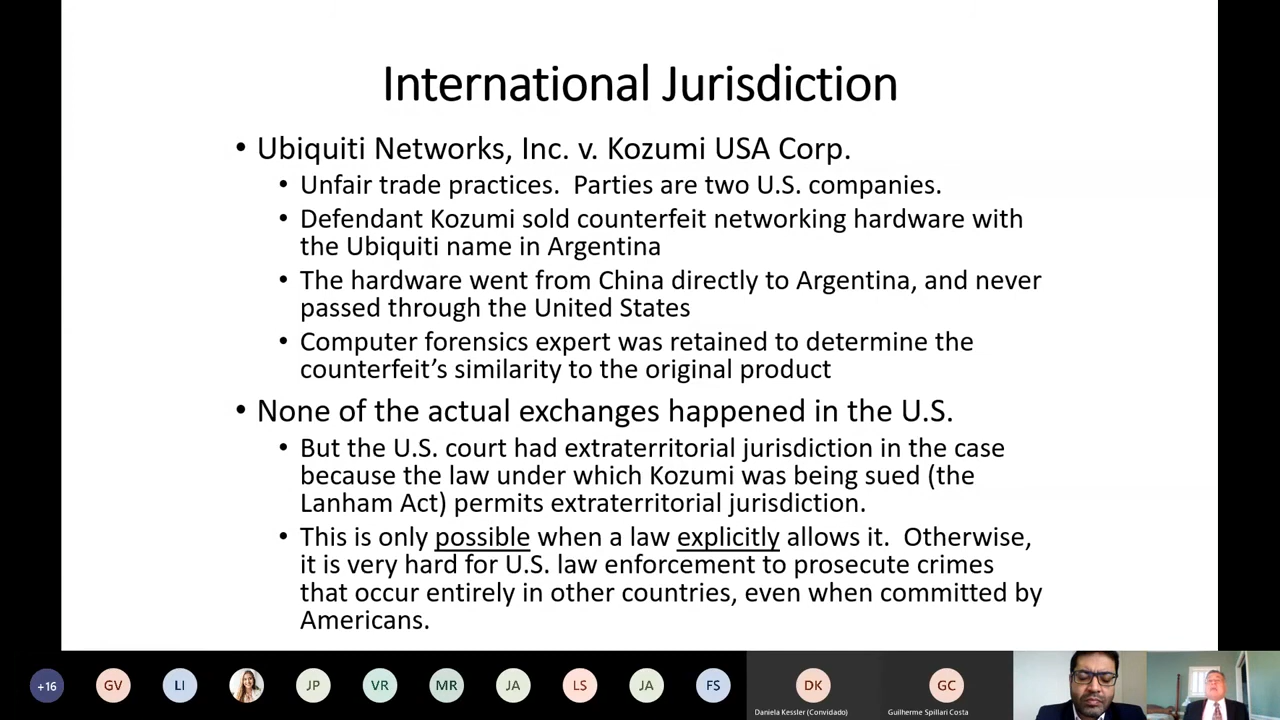 International Jurisdiction
• Ubiquiti Networks, Inc. v. Kozumi USA Corp.
• Unfair trade practices.  Parties are two U.S. companies.
• Defendant Kozumi sold counterfeit networking hardware with
the Ubiquiti name in Argentina
• The hardware went from China directly to Argentina, and never
passed through the United States
• Computer forensics expert was retained to determine the
counterfeit’s similarity to the original product
• None of the actual exchanges happened in the U.S.
• But the U.S. court had extraterritorial jurisdiction in the case
because the law under which Kozumi was being sued (the
Lanham Act) permits extraterritorial jurisdiction.
• This is only possible when a law explicitly allows it.  Otherwise,
it is very hard for U.S. law enforcement to prosecute crimes
that occur entirely in other countries, even when committed by
Americans.
+16 GV LI JP VR MR JA LS JA FS DK GC
Daniela Kessler (Convidado) Guilherme Spillari Costa